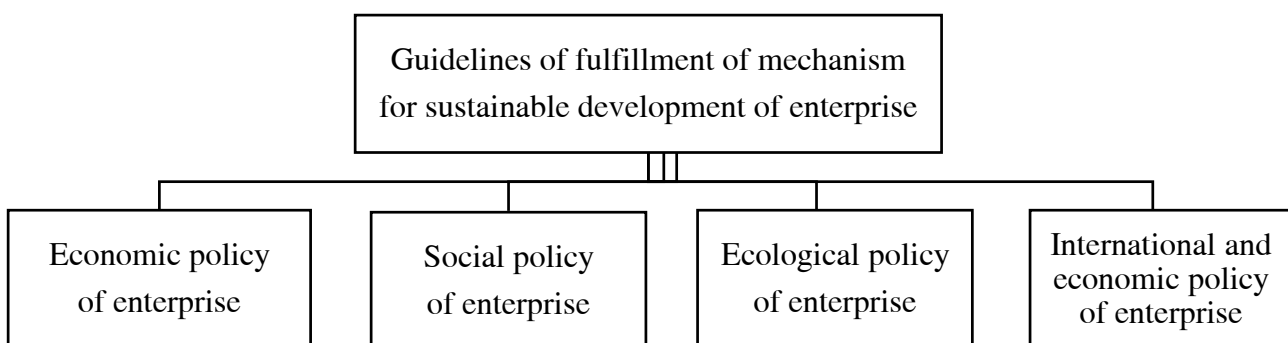 Guidelines of fulfillment of mechanism
for sustainable development of enterprise
Economic policy
of enterprise
Social policy
of enterprise
Ecological policy
of enterprise
International and
economic policy
of enterprise